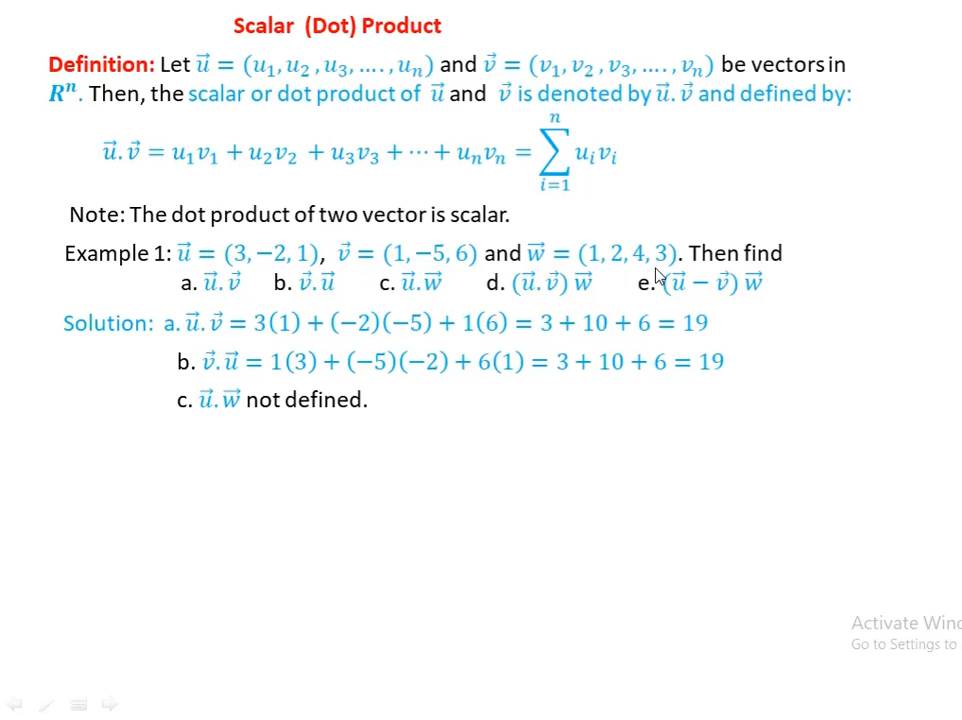 Scalar (Dot) Product
Definition: Let u⃗ = (u₁, u₂ , u₃, …. , uₙ) and v⃗ = (v₁, v₂ , v₃, …. , vₙ) be vectors in
Rⁿ. Then, the scalar or dot product of u⃗ and v⃗ is denoted by u⃗. v⃗ and defined by:
u⃗. v⃗ = u₁v₁ + u₂v₂ + u₃v₃ + ⋯ + uₙvₙ = ∑ᵢ₌₁ⁿ uᵢvᵢ
Note: The dot product of two vector is scalar.
Example 1: u⃗ = (3, −2, 1), v⃗ = (1, −5, 6) and w⃗ = (1, 2, 4, 3). Then find
a. u⃗. v⃗ b. v⃗. u⃗ c. u⃗. w⃗ d. (u⃗. v⃗) w⃗ e. (u⃗ − v⃗) w⃗
Solution: a. u⃗. v⃗ = 3(1) + (−2)(−5) + 1(6) = 3 + 10 + 6 = 19
b. v⃗. u⃗ = 1(3) + (−5)(−2) + 6(1) = 3 + 10 + 6 = 19
c. u⃗. w⃗ not defined.
Activate Winc
Go to Settings to